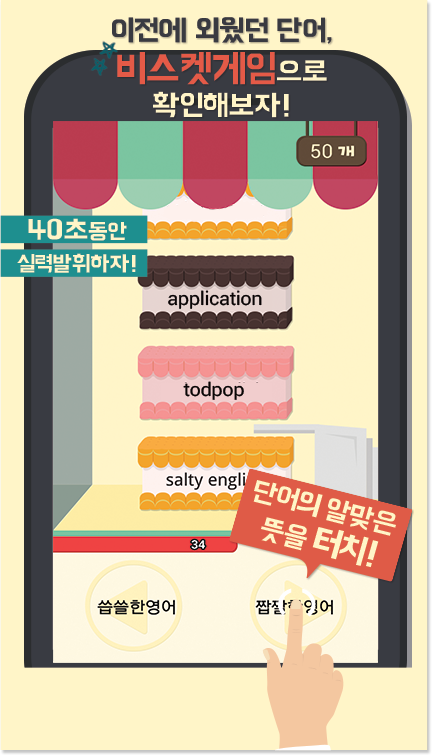 이전에 외웠던 단어,
비스켓게임으로
확인해보자!
50 개
40초동안
실력발휘하자!
application
todpop
salty engli
단어의 알맞은
뜻을 터치!
34
씁쓸한영어
짭짤한영어